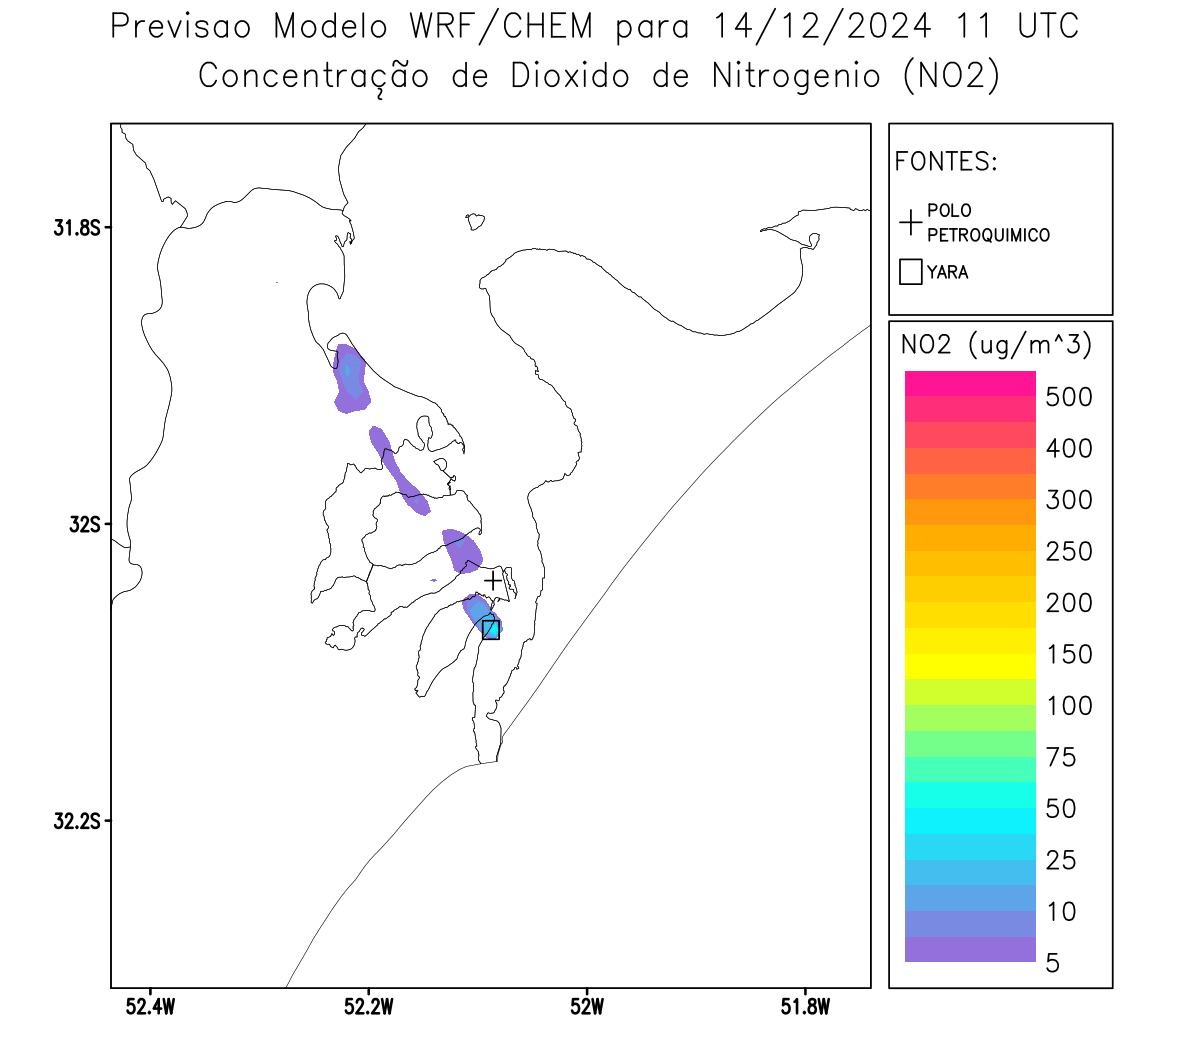 Previsao Modelo WRF/CHEM para 14/12/2024 11 UTC
Concentração de Dioxido de Nitrogenio (NO2)
FONTES:
POLO
PETROQUIMICO
YARA
NO2 (ug/m^3)
500
400
300
250
200
150
100
75
50
25
10
5
31.8S
32S
32.2S
52.4W
52.2W
52W
51.8W